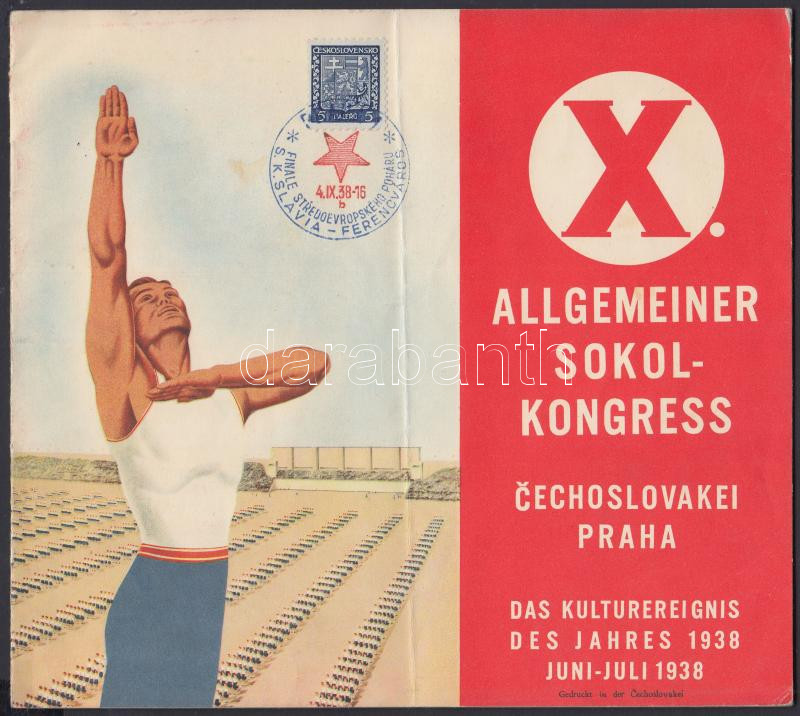 ČESKOSLOVENSKO
5 HALÉŘŮ 5
FINALE STŘEDOEVROPSKÉHO POHÁRU
S.K.SLAVIA – FERENCVÁROS
4.IX.38-16
b
X.
ALLGEMEINER
SOKOL-
KONGRESS
darabanth
ČECHOSLOVAKEI
PRAHA
DAS KULTUREREIGNIS
DES JAHRES 1938
JUNI-JULI 1938
Gedruckt in der Čechoslovakei